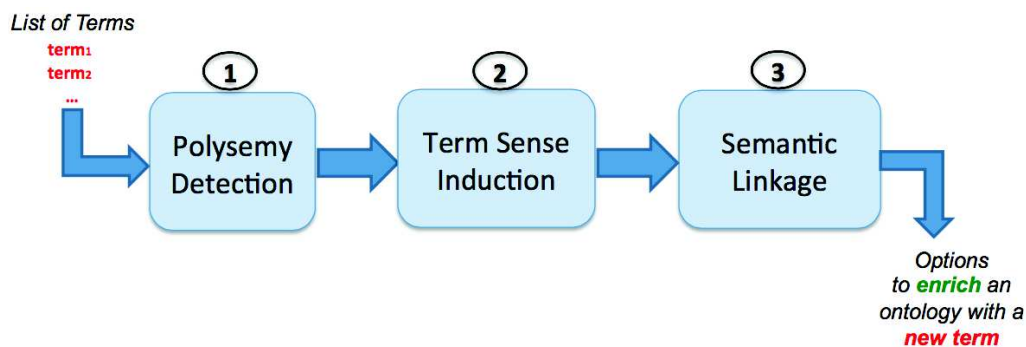 List of Terms
term1
term2
...
1
Polysemy
Detection
2
Term Sense
Induction
3
Semantic
Linkage
Options
to enrich an
ontology with a
new term